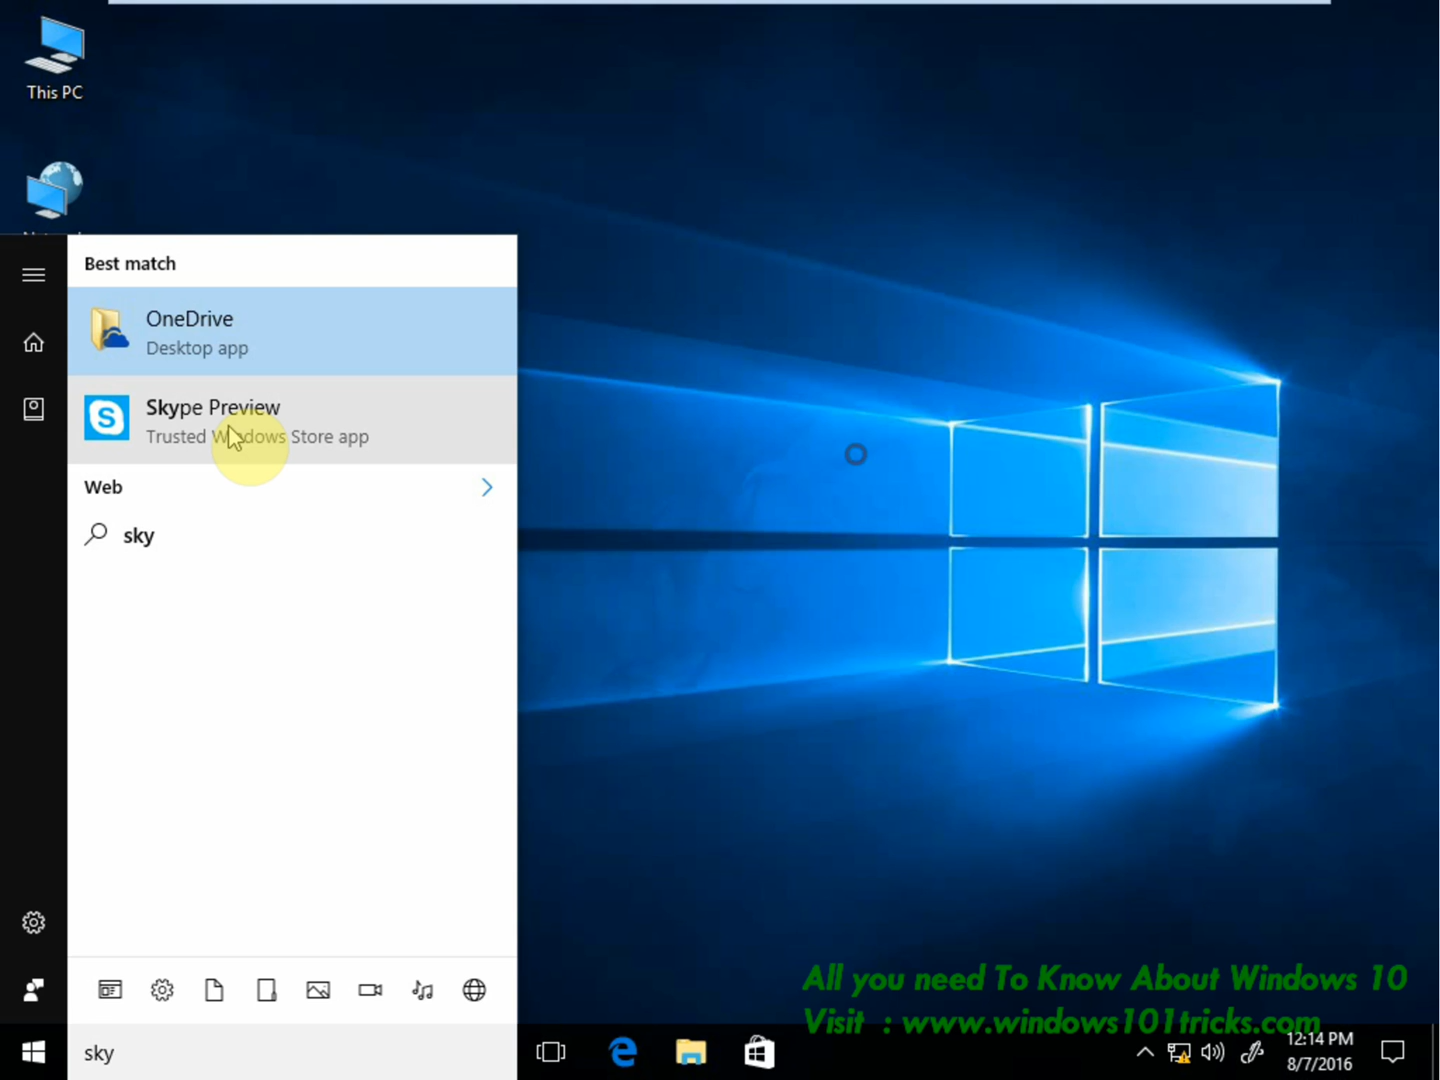 This PC
Best match
OneDrive
Desktop app
Skype Preview
Trusted Windows Store app
Web
sky
All you need To Know About Windows 10
Visit : www.windows101tricks.com
sky
12:14 PM
8/7/2016